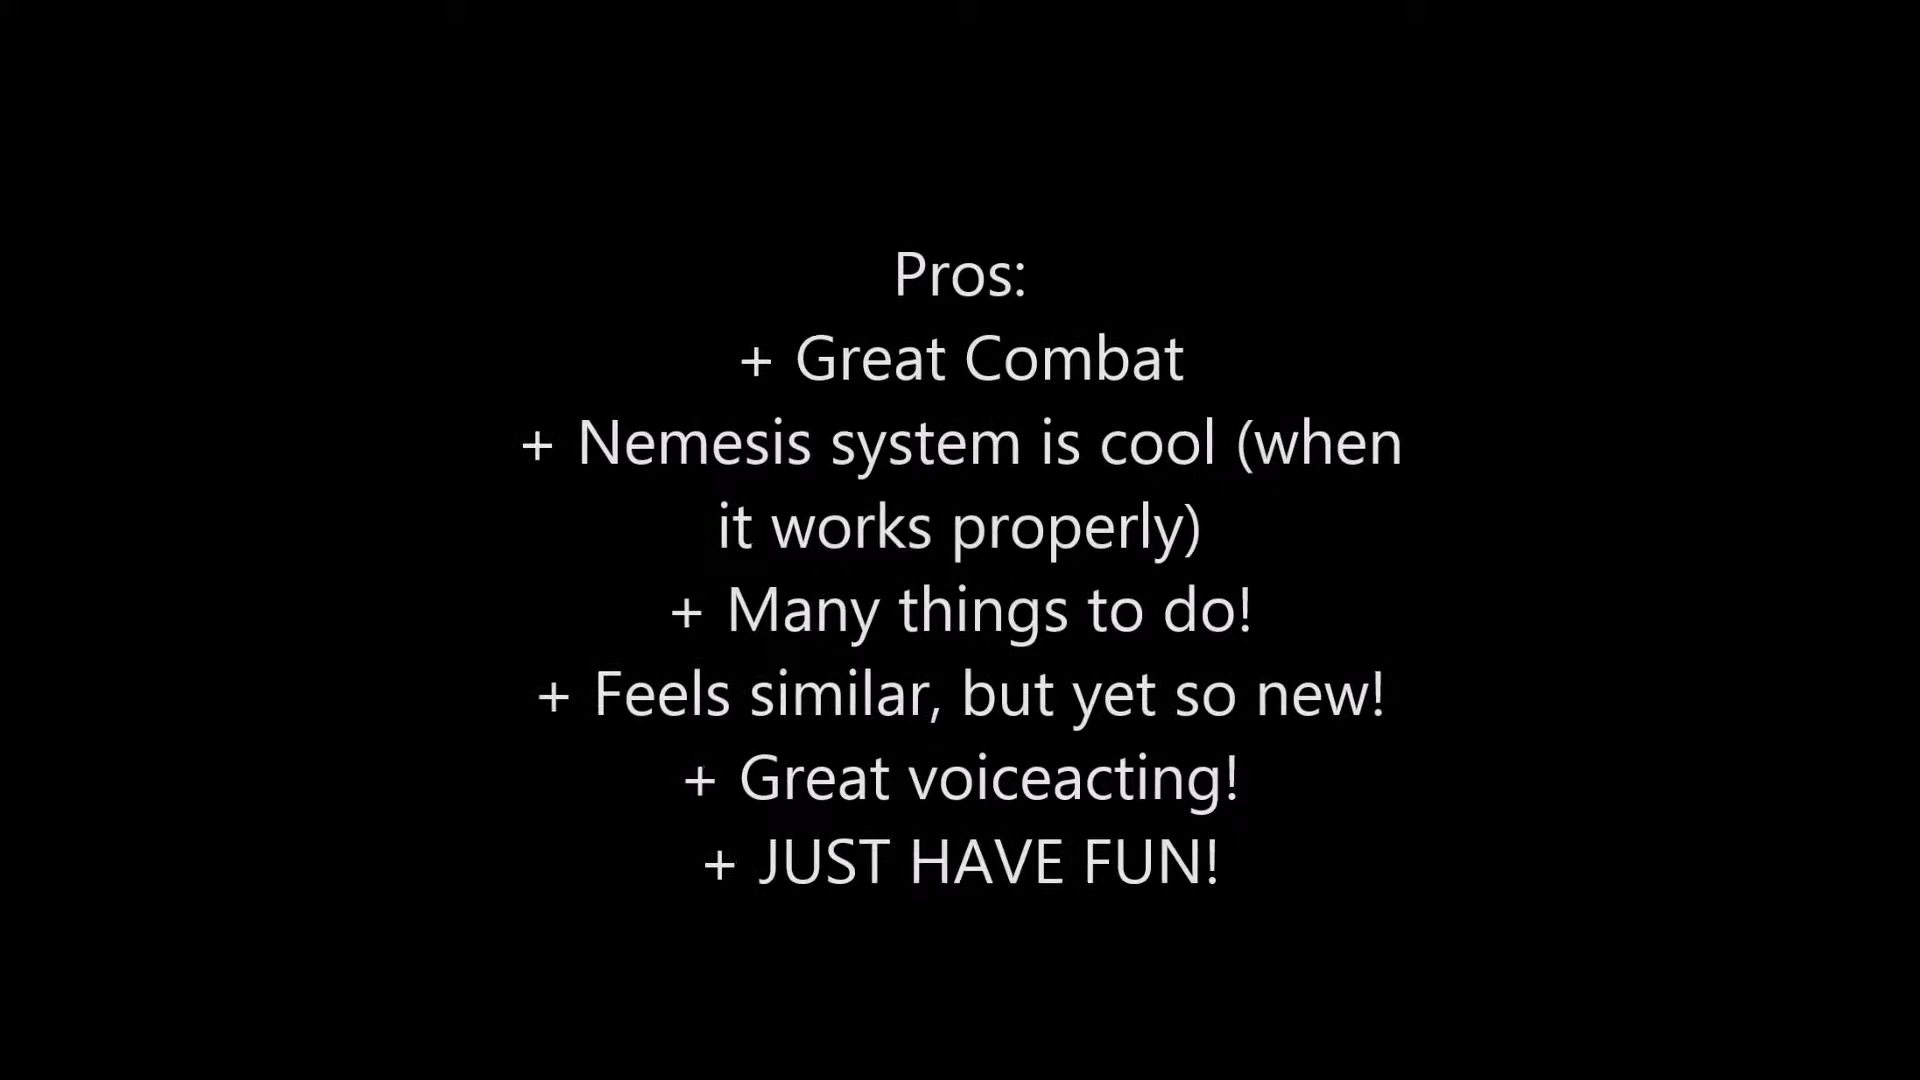 Pros:
+ Great Combat
+ Nemesis system is cool (when
it works properly)
+ Many things to do!
+ Feels similar, but yet so new!
+ Great voiceacting!
+ JUST HAVE FUN!